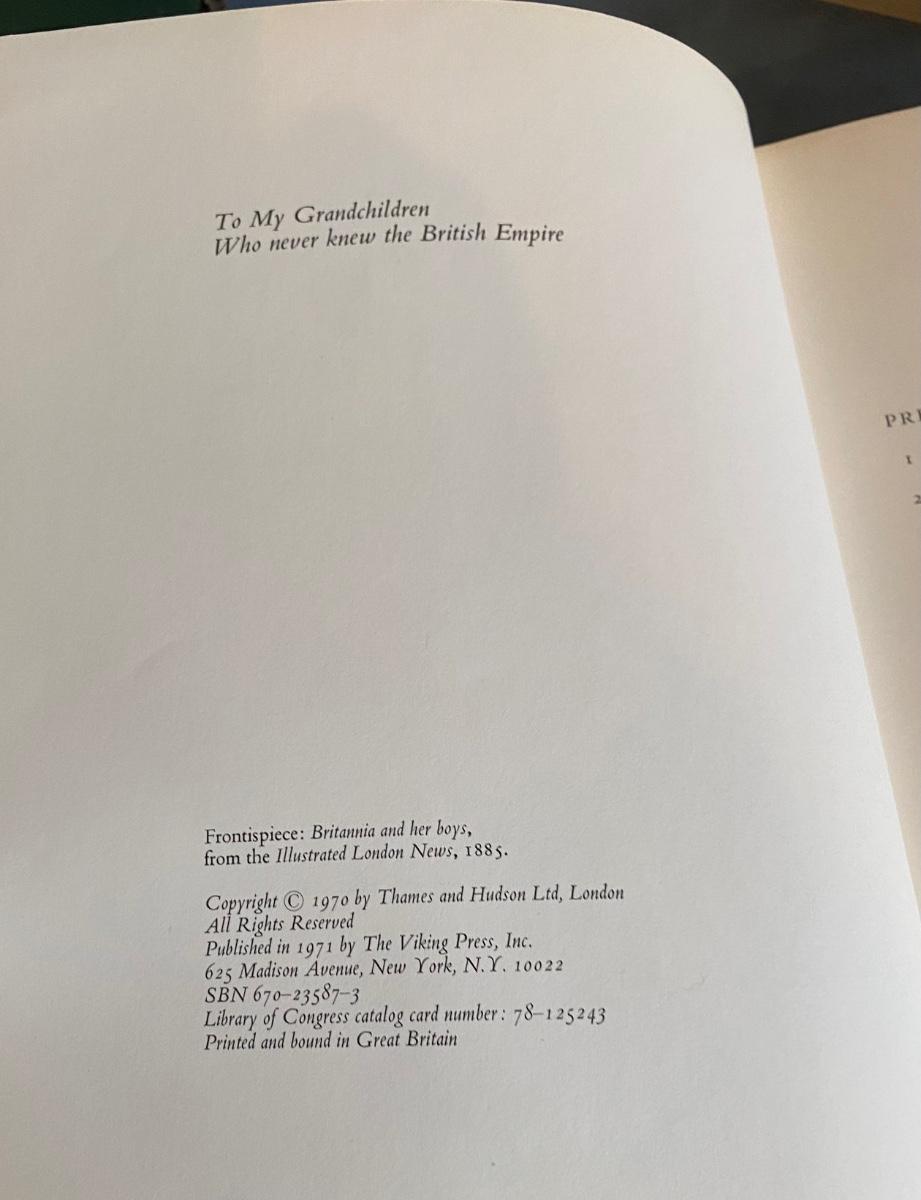 To My Grandchildren
Who never knew the British Empire
Frontispiece: Britannia and her boys,
from the Illustrated London News, 1885.
Copyright © 1970 by Thames and Hudson Ltd, London
All Rights Reserved
Published in 1971 by The Viking Press, Inc.
625 Madison Avenue, New York, N.Y. 10022
SBN 670–23587–3
Library of Congress catalog card number: 78–125243
Printed and bound in Great Britain
1
2